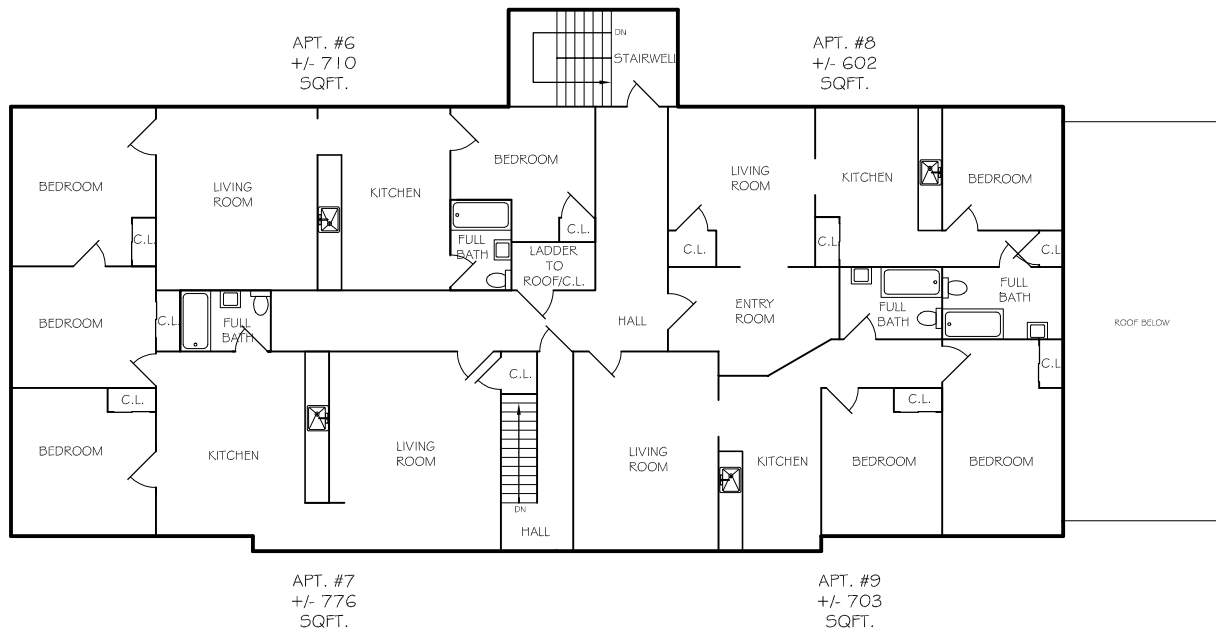 APT. #6
+/- 710
SQFT.
DN
STAIRWELL
APT. #8
+/- 602
SQFT.
BEDROOM
LIVING
ROOM
KITCHEN
BEDROOM
C.L.
C.L.
FULL
BATH
LADDER
TO
ROOF/C.L.
LIVING
ROOM
KITCHEN
BEDROOM
C.L.
C.L.
C.L.
BEDROOM
C.L.
FULL
BATH
HALL
ENTRY
ROOM
FULL
BATH
FULL
BATH
ROOF BELOW
C.L.
BEDROOM
KITCHEN
LIVING
ROOM
C.L.
DN
HALL
LIVING
ROOM
KITCHEN
C.L.
BEDROOM
C.L.
BEDROOM
APT. #7
+/- 776
SQFT.
APT. #9
+/- 703
SQFT.